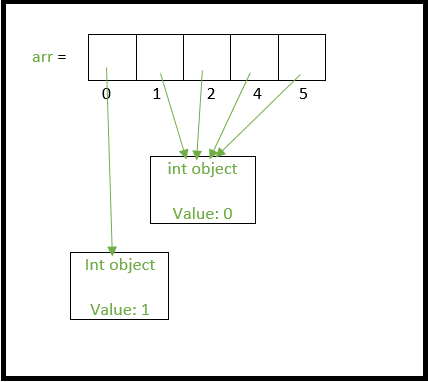 arr =
0 1 2 4 5
int object
Value: 0
Int object
Value: 1